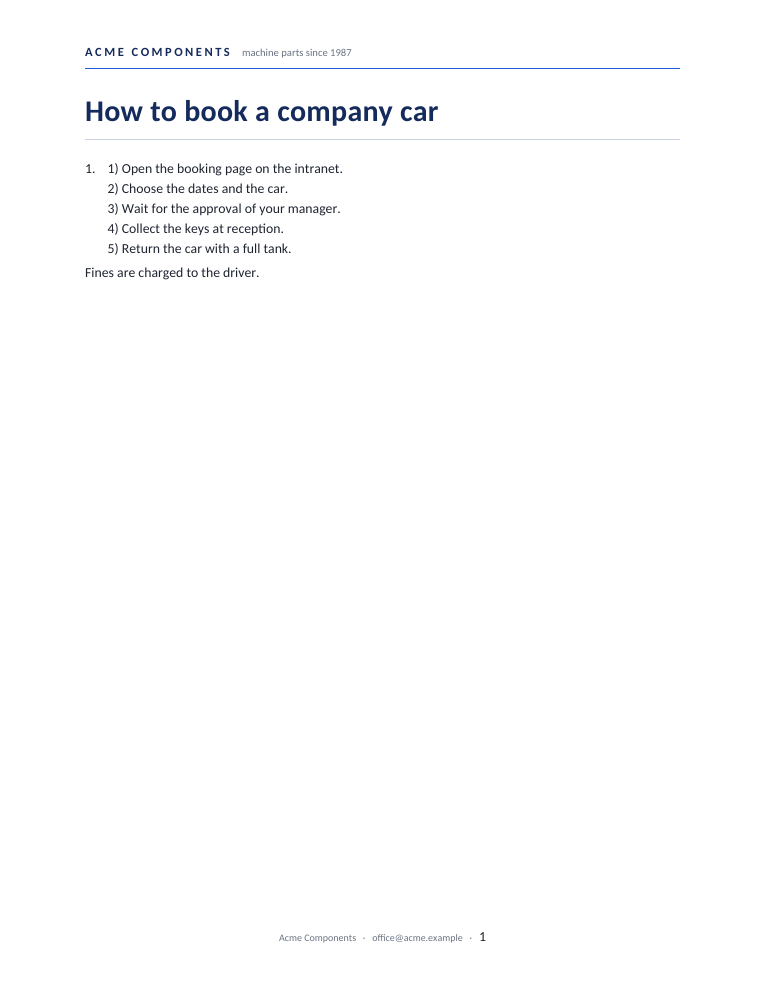 ACME COMPONENTS machine parts since 1987
How to book a company car
1. 1) Open the booking page on the intranet.
2) Choose the dates and the car.
3) Wait for the approval of your manager.
4) Collect the keys at reception.
5) Return the car with a full tank.
Fines are charged to the driver.
Acme Components · office@acme.example · 1